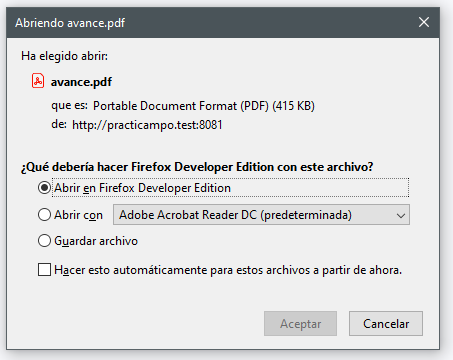 Abriendo avance.pdf
Ha elegido abrir:
avance.pdf
que es: Portable Document Format (PDF) (415 KB)
de: http://practicampo.test:8081
¿Qué debería hacer Firefox Developer Edition con este archivo?
Abrir en Firefox Developer Edition
Abrir con Adobe Acrobat Reader DC (predeterminada)
Guardar archivo
Hacer esto automáticamente para estos archivos a partir de ahora.
Aceptar Cancelar